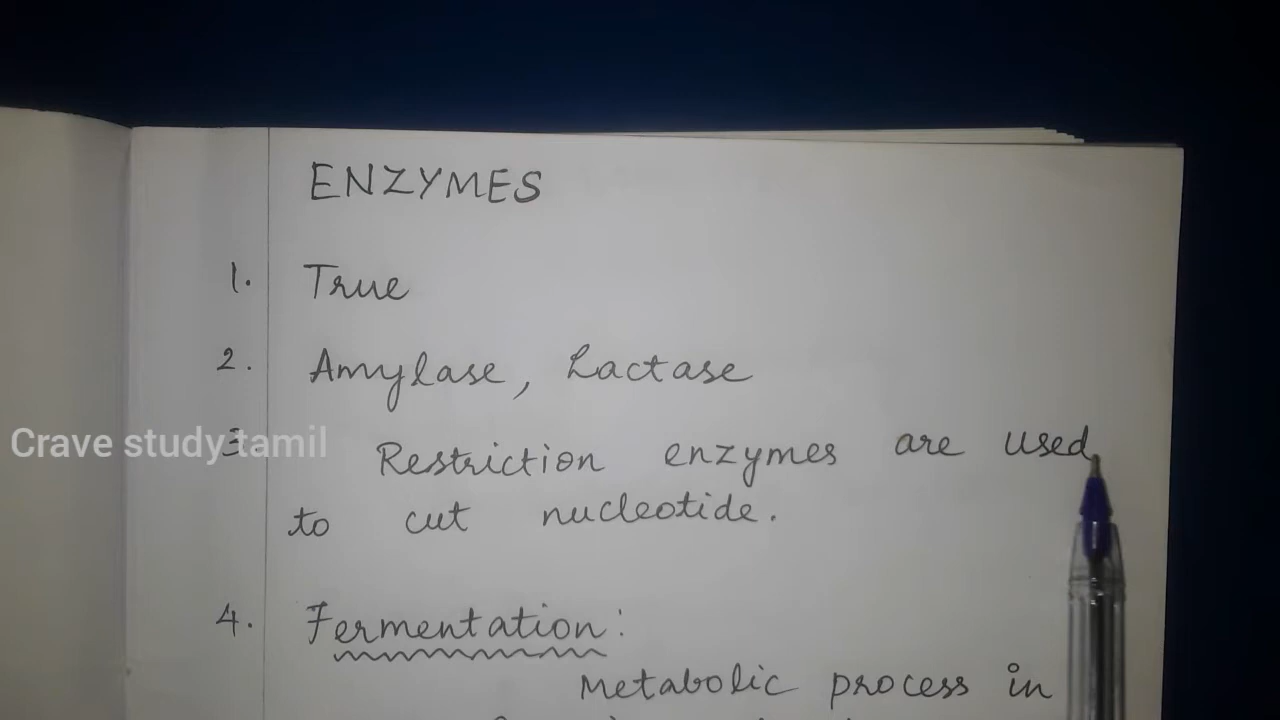 ENZYMES
1. True
2. Amylase, Lactase
Crave study tamil
3 Restriction enzymes are used
to cut nucleotide.
4. Fermentation:
Metabolic process in